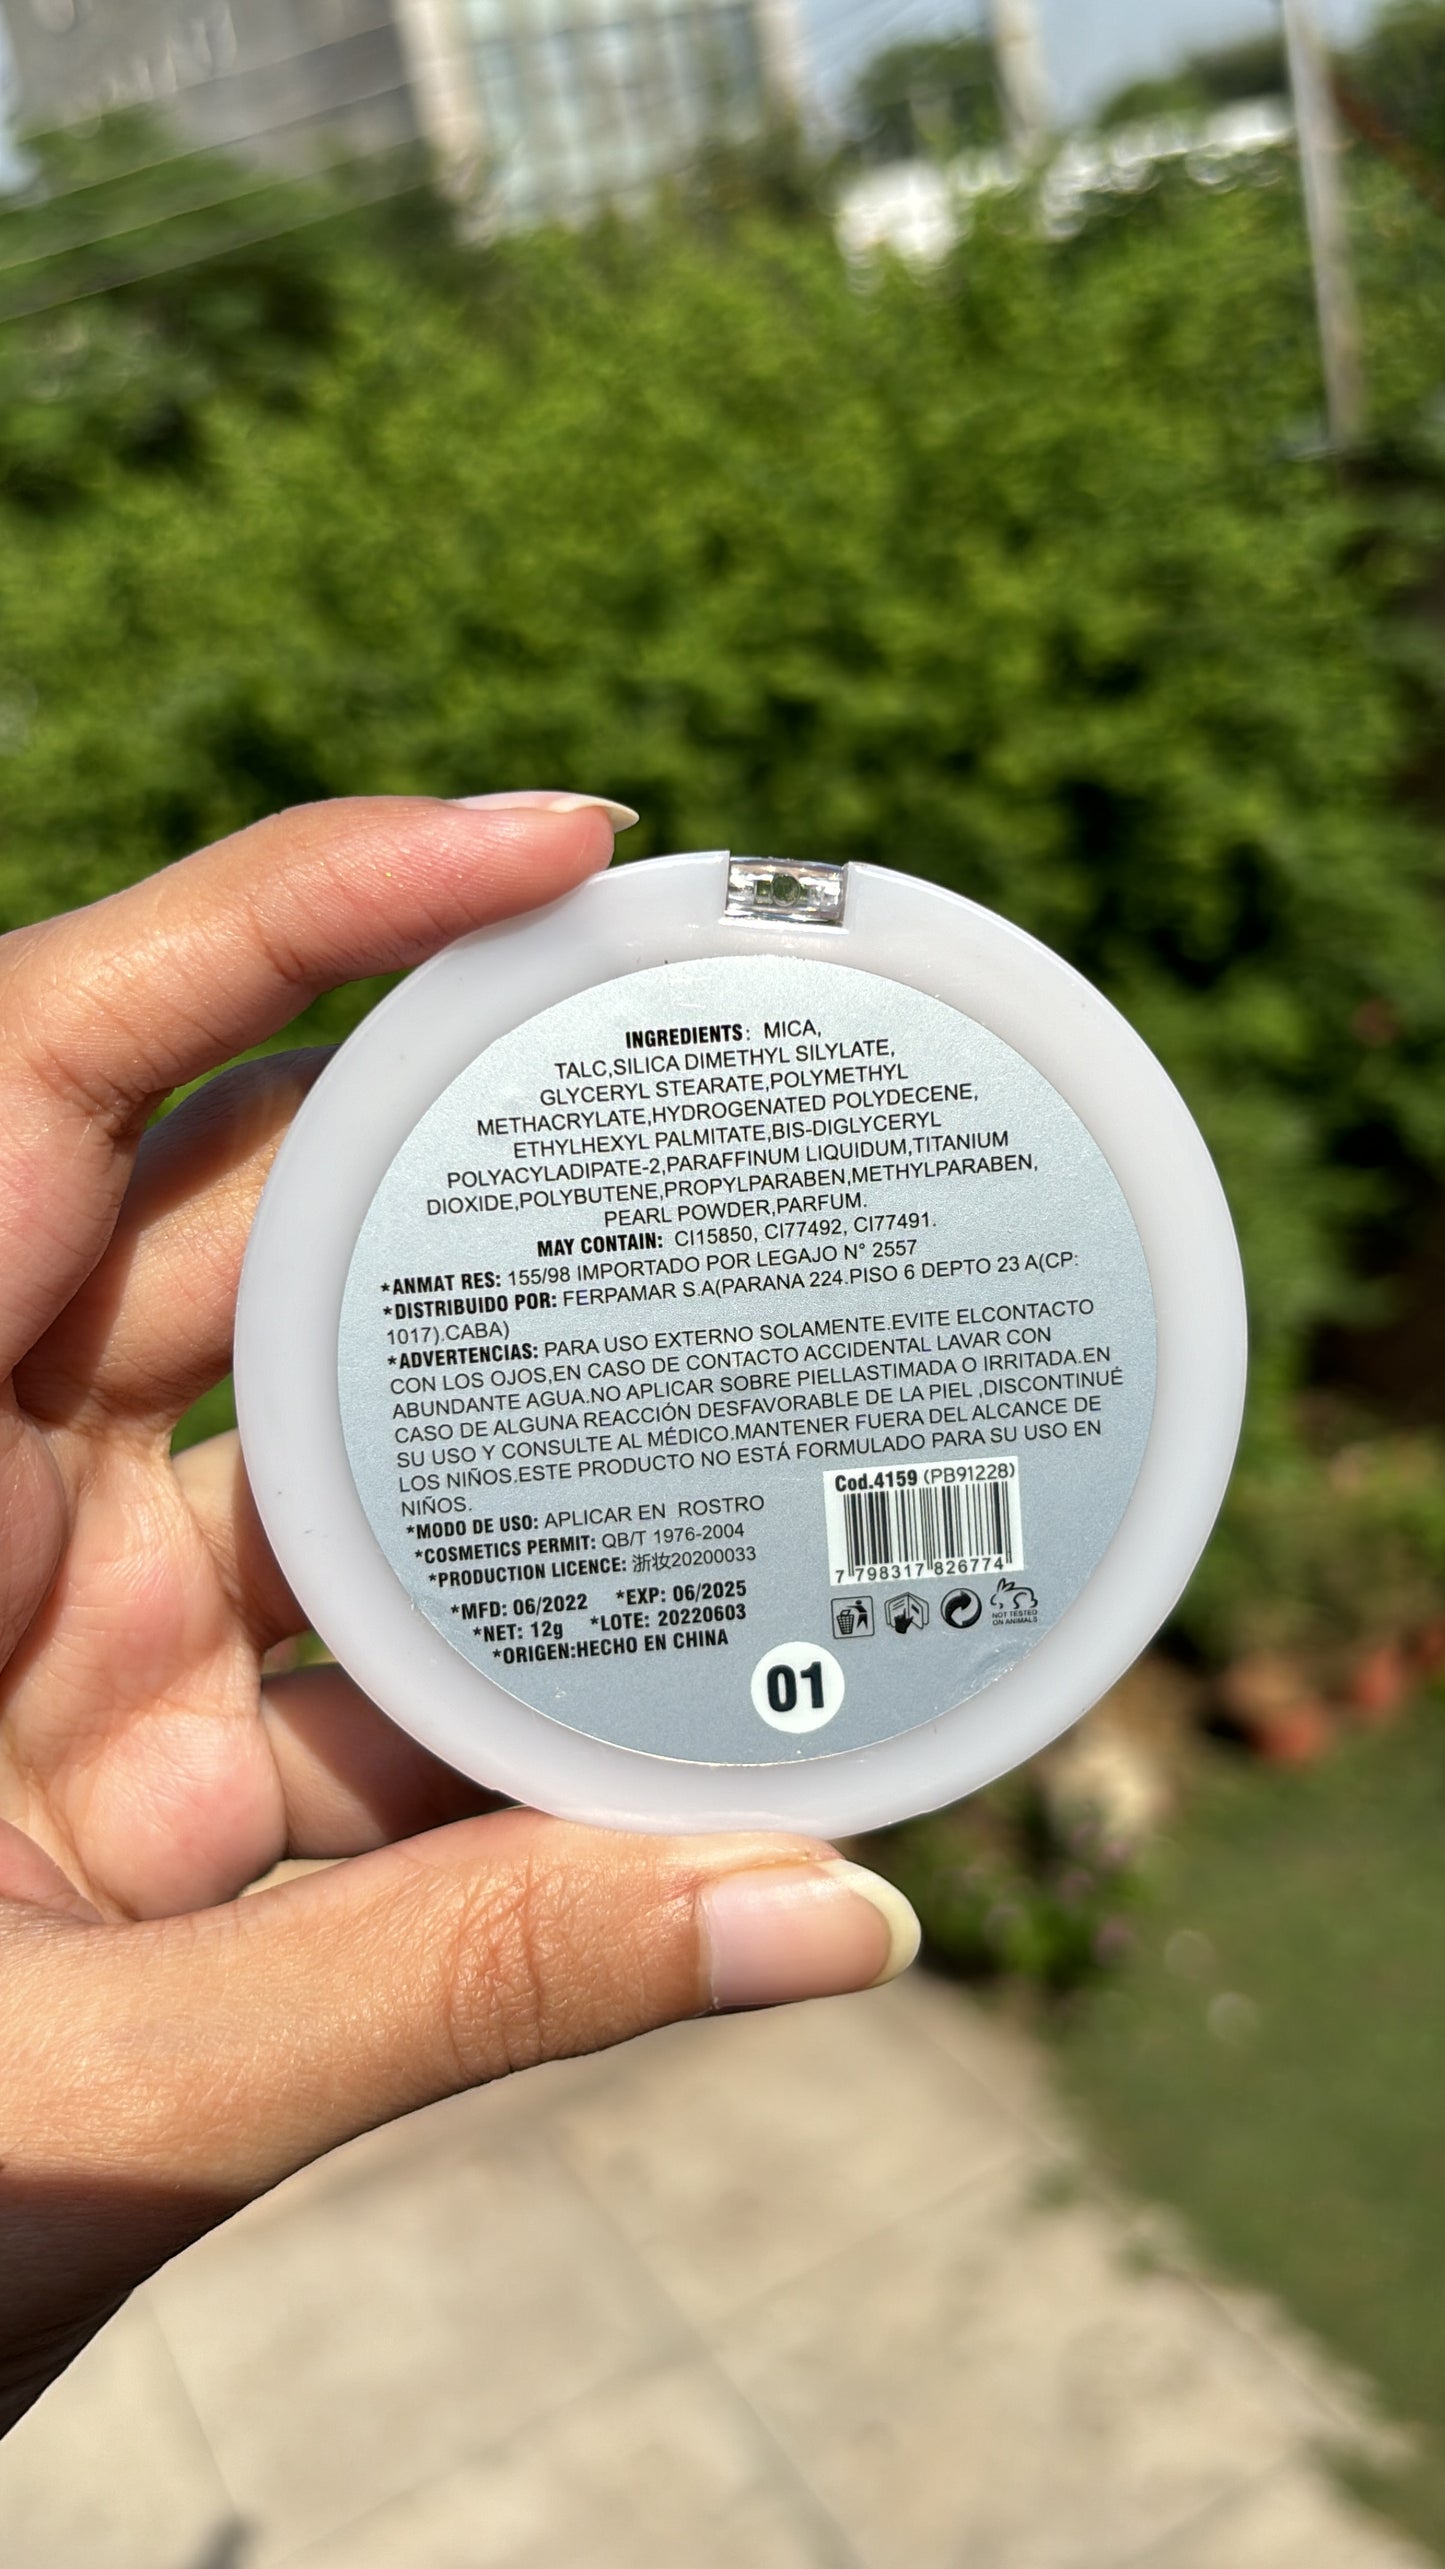 INGREDIENTS: MICA,
TALC,SILICA DIMETHYL SILYLATE,
GLYCERYL STEARATE,POLYMETHYL
METHACRYLATE,HYDROGENATED POLYDECENE,
ETHYLHEXYL PALMITATE,BIS-DIGLYCERYL
POLYACYLADIPATE-2,PARAFFINUM LIQUIDUM,TITANIUM
DIOXIDE,POLYBUTENE,PROPYLPARABEN,METHYLPARABEN,
PEARL POWDER,PARFUM.
MAY CONTAIN: CI15850, CI77492, CI77491.
*ANMAT RES: 155/98 IMPORTADO POR LEGAJO N° 2557
*DISTRIBUIDO POR: FERPAMAR S.A(PARANA 224.PISO 6 DEPTO 23 A(CP:
1017).CABA)
*ADVERTENCIAS: PARA USO EXTERNO SOLAMENTE.EVITE ELCONTACTO
CON LOS OJOS,EN CASO DE CONTACTO ACCIDENTAL LAVAR CON
ABUNDANTE AGUA.NO APLICAR SOBRE PIELLASTIMADA O IRRITADA.EN
CASO DE ALGUNA REACCIÓN DESFAVORABLE DE LA PIEL ,DISCONTINUÉ
SU USO Y CONSULTE AL MÉDICO.MANTENER FUERA DEL ALCANCE DE
LOS NIÑOS.ESTE PRODUCTO NO ESTÁ FORMULADO PARA SU USO EN
NIÑOS.
*MODO DE USO: APLICAR EN ROSTRO
*COSMETICS PERMIT: QB/T 1976-2004
*PRODUCTION LICENCE: 浙妆20200033
*MFD: 06/2022 *EXP: 06/2025
*NET: 12g *LOTE: 20220603
*ORIGEN:HECHO EN CHINA
Cod.4159 (PB91228)
7 798317 826774
NOT TESTED
ON ANIMALS
01